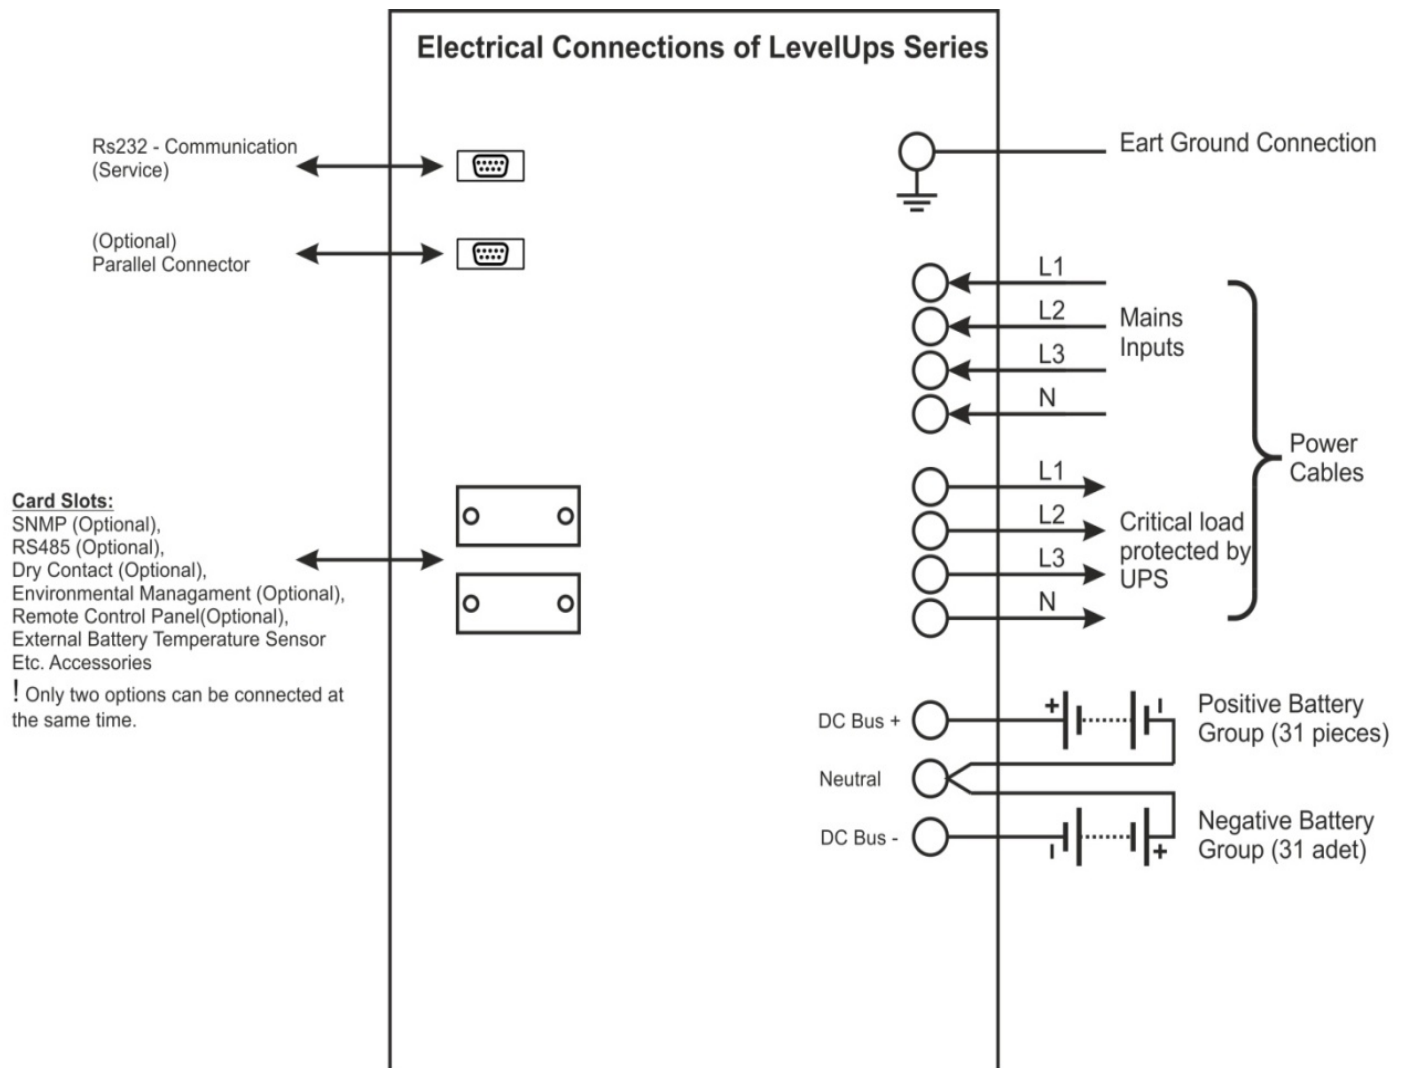 Electrical Connections of LevelUps Series
Rs232 - Communication
(Service)
(Optional)
Parallel Connector
Card Slots:
SNMP (Optional),
RS485 (Optional),
Dry Contact (Optional),
Environmental Managament (Optional),
Remote Control Panel(Optional),
External Battery Temperature Sensor
Etc. Accessories
! Only two options can be connected at
the same time.
Eart Ground Connection
L1
L2
L3
N
Mains
Inputs
L1
L2
L3
N
Critical load
protected by
UPS
Power
Cables
DC Bus +
Neutral
DC Bus -
+
-
Positive Battery
Group (31 pieces)
-
+
Negative Battery
Group (31 adet)